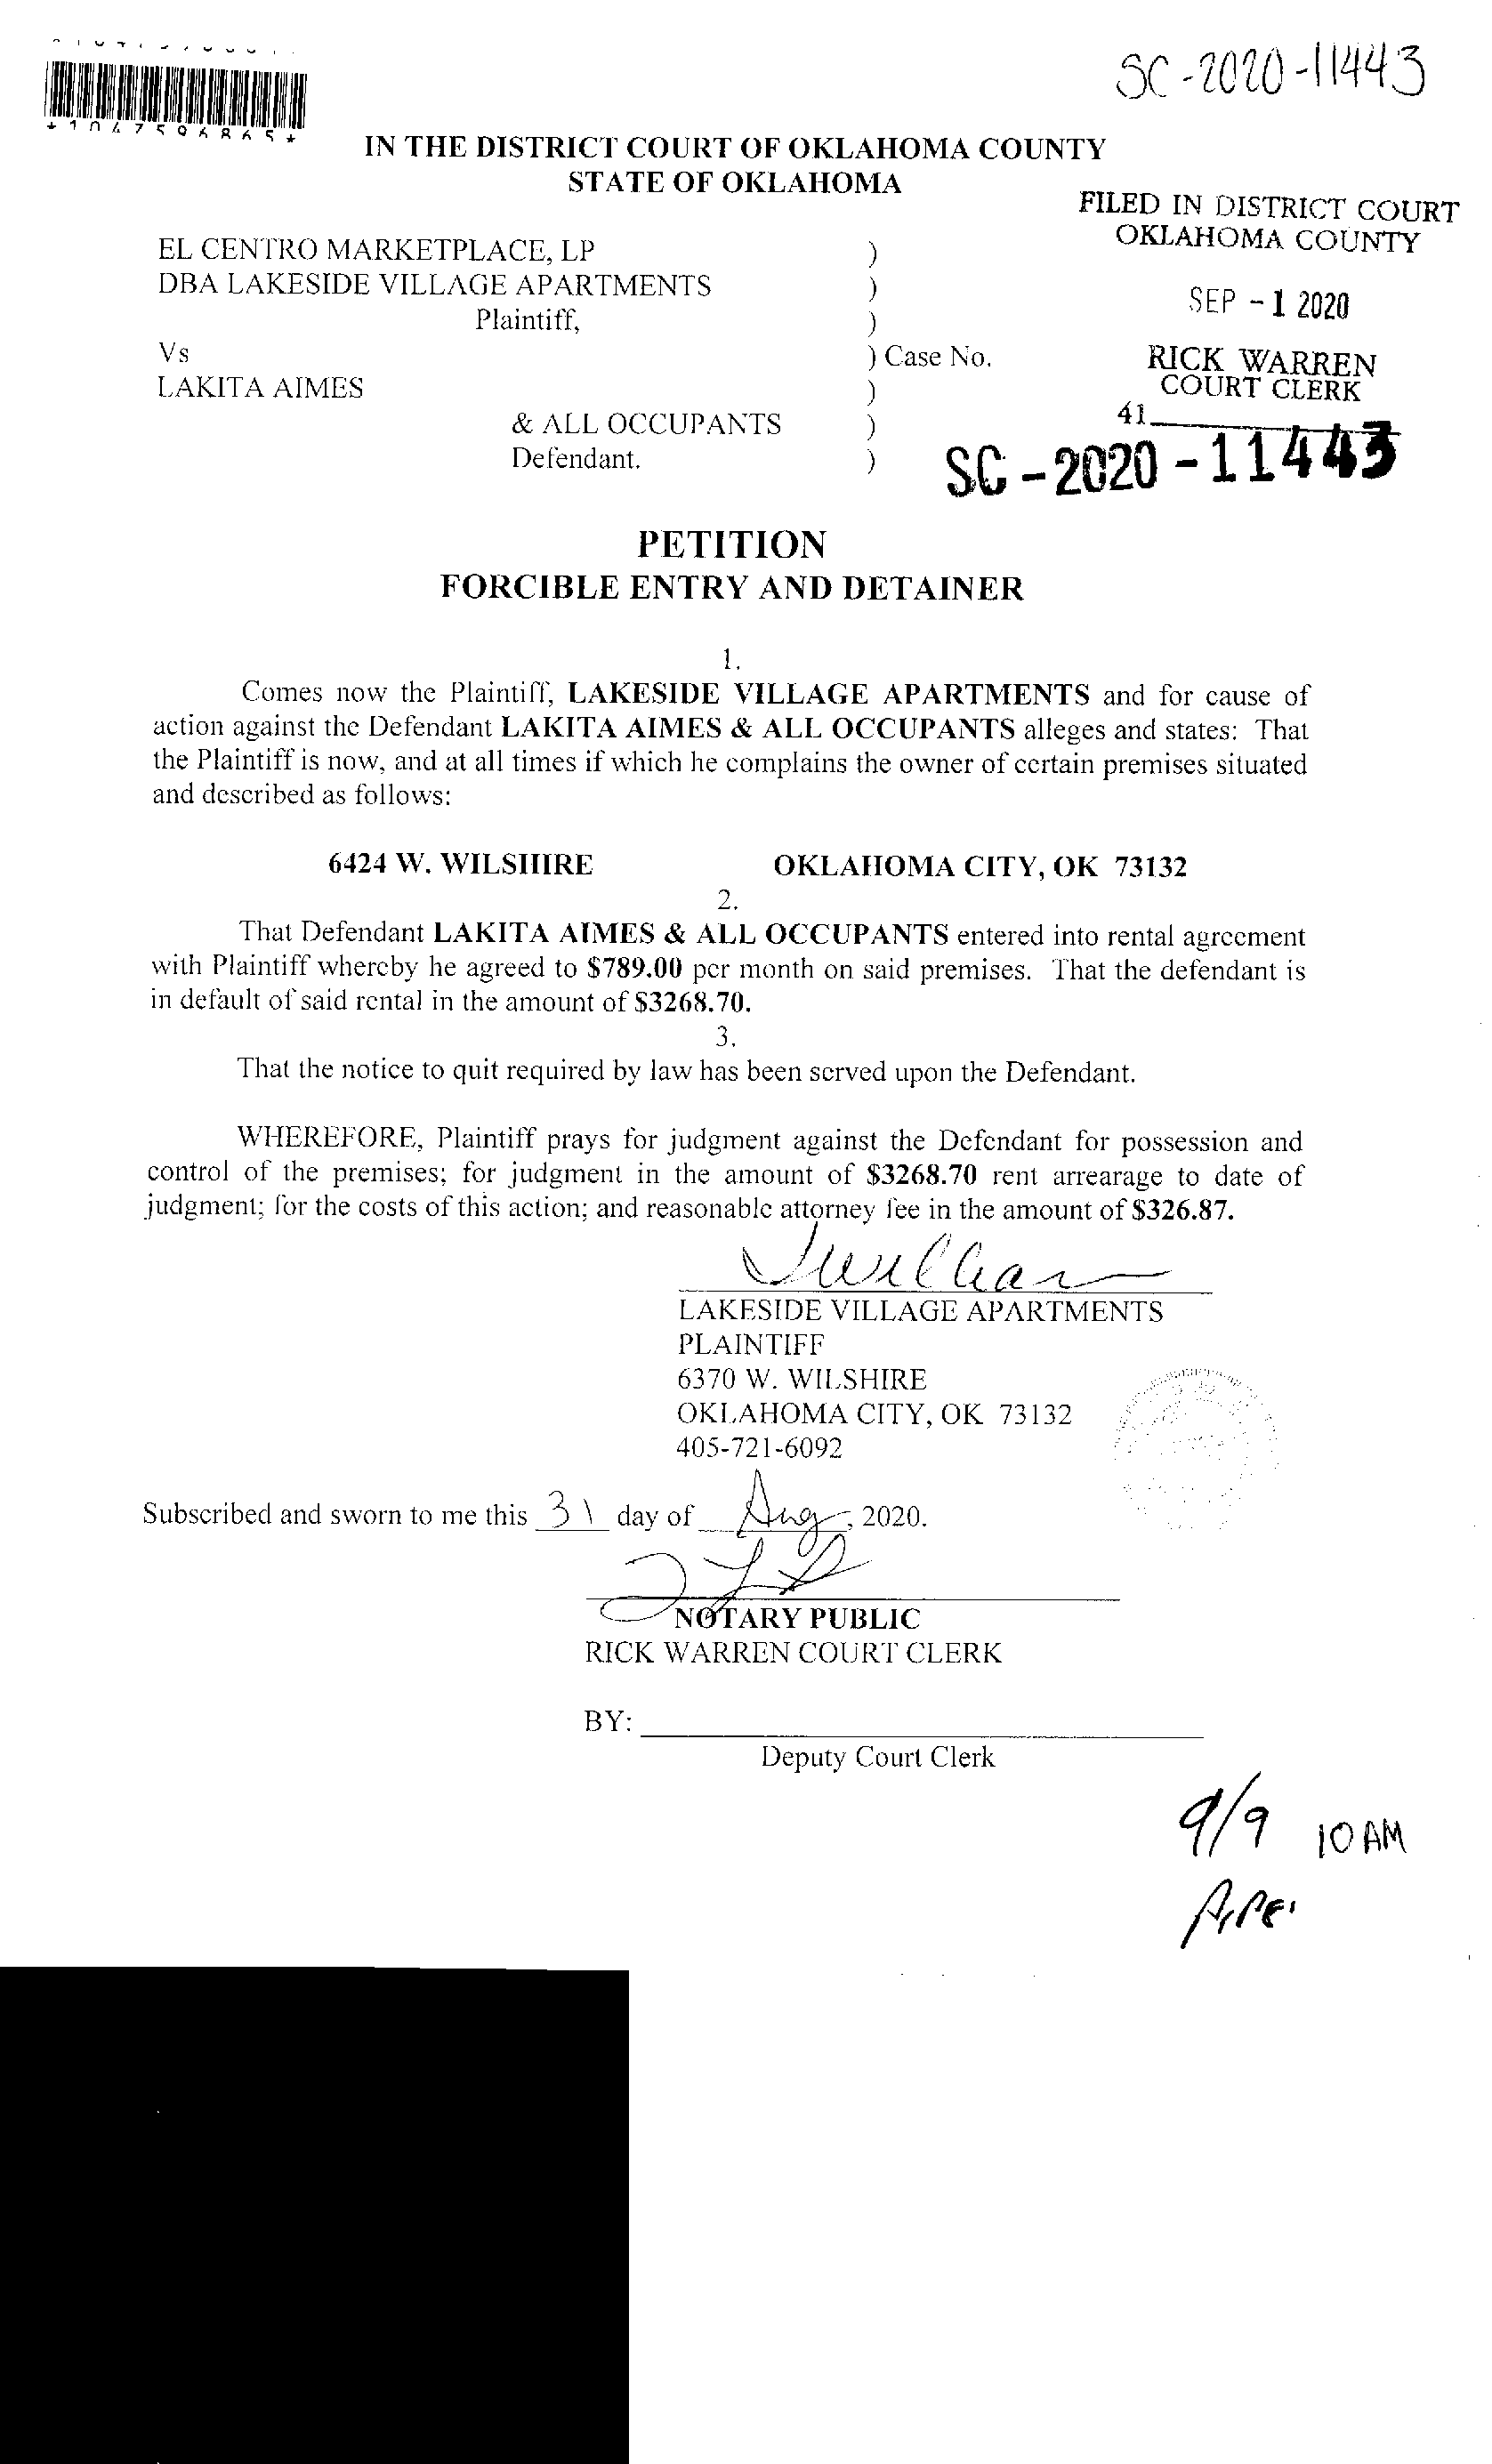 SC-2020-11443
*1047596865*
IN THE DISTRICT COURT OF OKLAHOMA COUNTY
STATE OF OKLAHOMA
FILED IN DISTRICT COURT
OKLAHOMA COUNTY
SEP - 1 2020
RICK WARREN
COURT CLERK
41
SC - 2020 - 11443
EL CENTRO MARKETPLACE, LP )
DBA LAKESIDE VILLAGE APARTMENTS )
Plaintiff, )
Vs ) Case No.
LAKITA AIMES )
& ALL OCCUPANTS )
Defendant. )
PETITION
FORCIBLE ENTRY AND DETAINER
1.
Comes now the Plaintiff, LAKESIDE VILLAGE APARTMENTS and for cause of
action against the Defendant LAKITA AIMES & ALL OCCUPANTS alleges and states: That
the Plaintiff is now, and at all times if which he complains the owner of certain premises situated
and described as follows:
6424 W. WILSHIRE OKLAHOMA CITY, OK 73132
2.
That Defendant LAKITA AIMES & ALL OCCUPANTS entered into rental agreement
with Plaintiff whereby he agreed to $789.00 per month on said premises. That the defendant is
in default of said rental in the amount of $3268.70.
3.
That the notice to quit required by law has been served upon the Defendant.
WHEREFORE, Plaintiff prays for judgment against the Defendant for possession and
control of the premises; for judgment in the amount of $3268.70 rent arrearage to date of
judgment; for the costs of this action; and reasonable attorney fee in the amount of $326.87.
LAKESIDE VILLAGE APARTMENTS
PLAINTIFF
6370 W. WILSHIRE
OKLAHOMA CITY, OK 73132
405-721-6092
Subscribed and sworn to me this 31 day of Aug, 2020.
NOTARY PUBLIC
RICK WARREN COURT CLERK
BY:
Deputy Court Clerk
9/9 10 AM